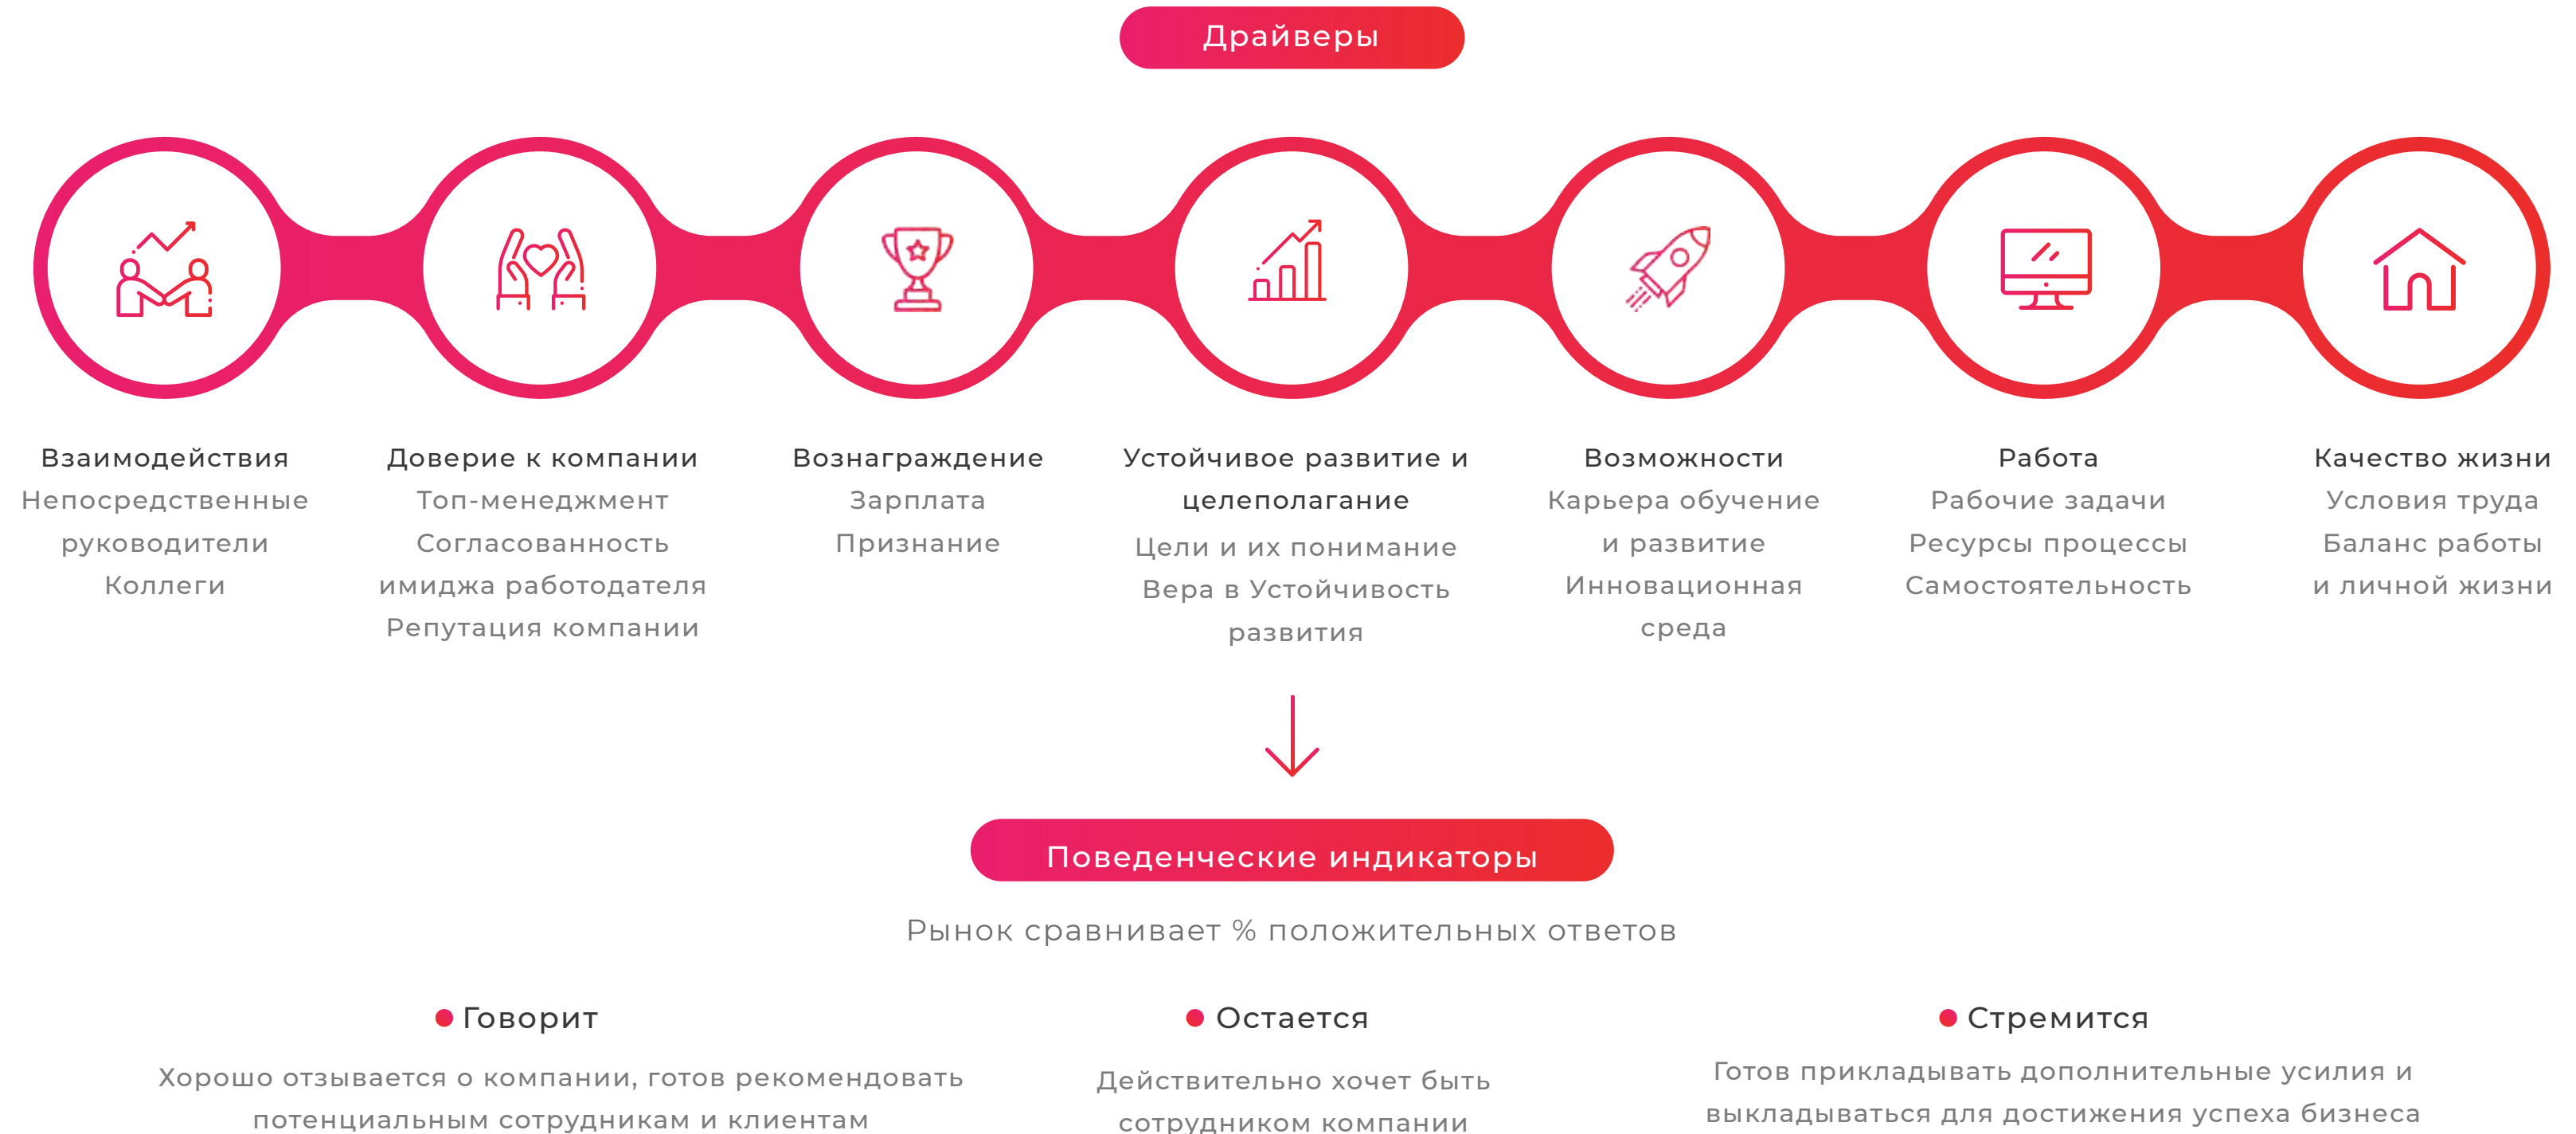 Драйверы
Взаимодействия
Непосредственные
руководители
Коллеги
Доверие к компании
Топ-менеджмент
Согласованность
имиджа работодателя
Репутация компании
Вознаграждение
Зарплата
Признание
Устойчивое развитие и
целеполагание
Цели и их понимание
Вера в Устойчивость
развития
Возможности
Карьера обучение
и развитие
Инновационная
среда
Работа
Рабочие задачи
Ресурсы процессы
Самостоятельность
Качество жизни
Условия труда
Баланс работы
и личной жизни
Поведенческие индикаторы
Рынок сравнивает % положительных ответов
Говорит
Хорошо отзывается о компании, готов рекомендовать
потенциальным сотрудникам и клиентам
Остается
Действительно хочет быть
сотрудником компании
Стремится
Готов прикладывать дополнительные усилия и
выкладываться для достижения успеха бизнеса